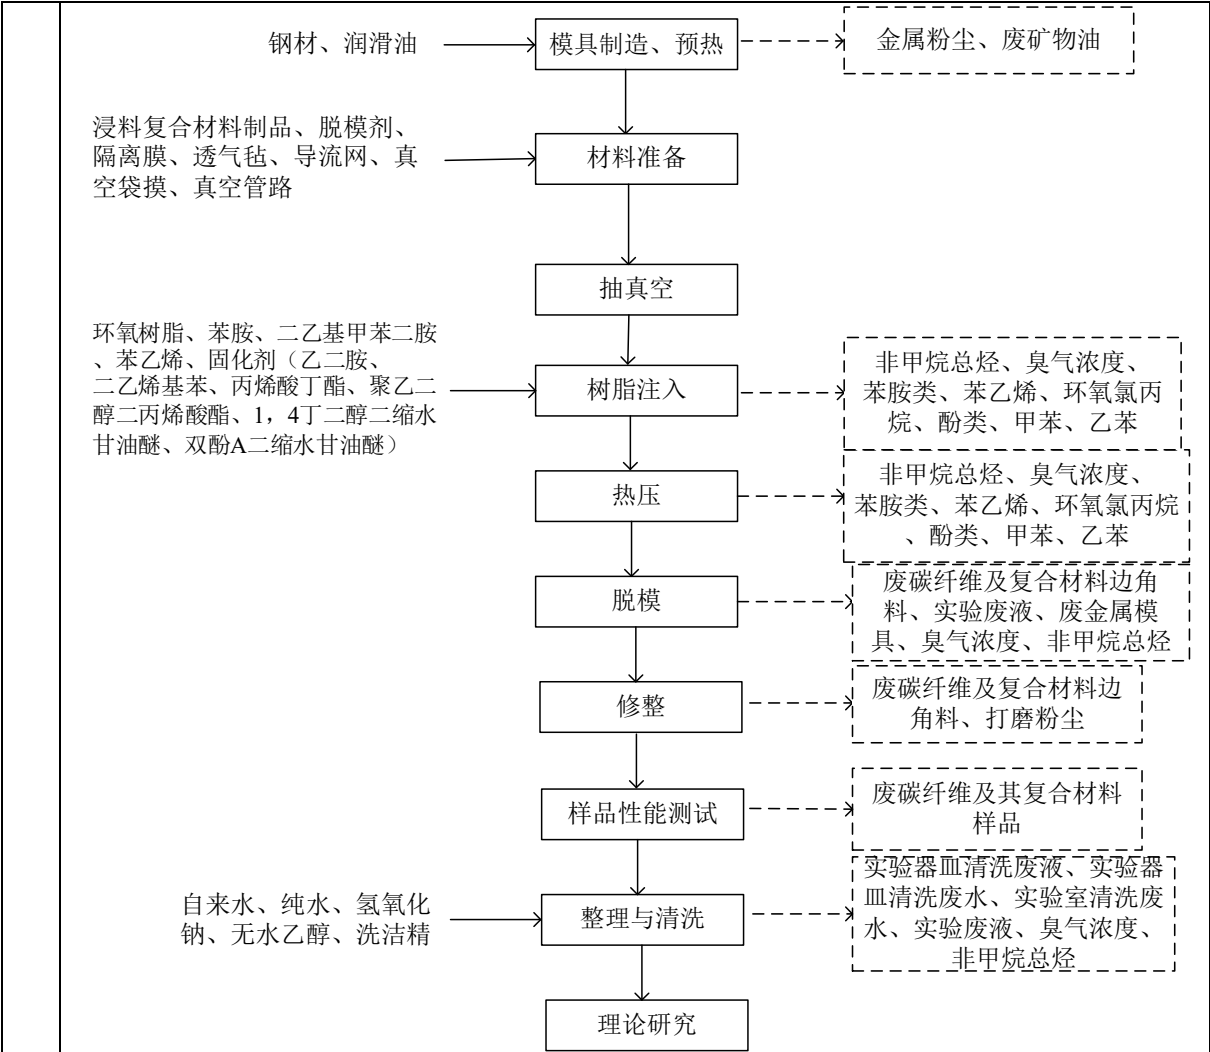 钢材、润滑油
模具制造、预热
金属粉尘、废矿物油
浸料复合材料制品、脱模剂、
隔离膜、透气毡、导流网、真
空袋摸、真空管路
材料准备
抽真空
环氧树脂、苯胺、二乙基甲苯二胺
、苯乙烯、固化剂（乙二胺、
二乙烯基苯、丙烯酸丁酯、聚乙二
醇二丙烯酸酯、1，4丁二醇二缩水
甘油醚、双酚A二缩水甘油醚）
树脂注入
非甲烷总烃、臭气浓度、
苯胺类、苯乙烯、环氧氯丙
烷、酚类、甲苯、乙苯
热压
非甲烷总烃、臭气浓度、
苯胺类、苯乙烯、环氧氯丙烷
、酚类、甲苯、乙苯
脱模
废碳纤维及复合材料边角
料、实验废液、废金属模
具、臭气浓度、非甲烷总烃
修整
废碳纤维及复合材料边
角料、打磨粉尘
样品性能测试
废碳纤维及其复合材料
样品
自来水、纯水、氢氧化
钠、无水乙醇、洗洁精
整理与清洗
实验器皿清洗废液、实验器
皿清洗废水、实验室清洗废
水、实验废液、臭气浓度、
非甲烷总烃
理论研究